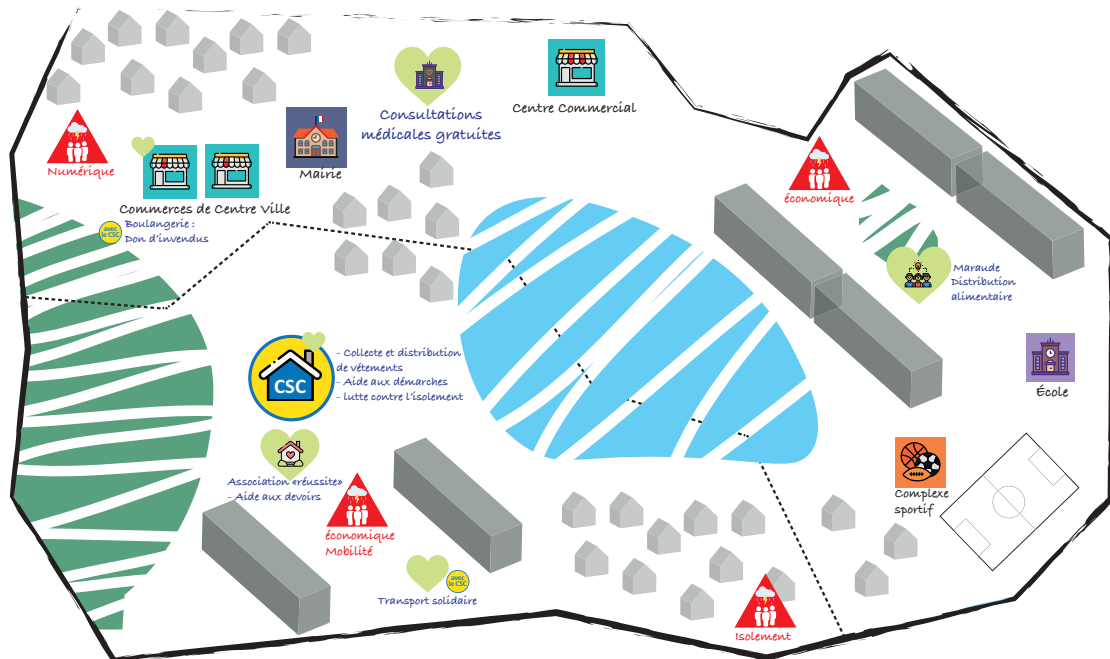 Consultations
médicales gratuites
Centre Commercial
Numérique
Mairie
Commerces de Centre Ville
avec
le CSC
Boulangerie :
Don d'invendus
économique
Maraude
Distribution
alimentaire
École
CSC
- Collecte et distribution
de vêtements
- Aide aux démarches
- lutte contre l'isolement
Association «réussite»
- Aide aux devoirs
économique
Mobilité
avec
le CSC
Transport solidaire
Complexe
sportif
Isolement